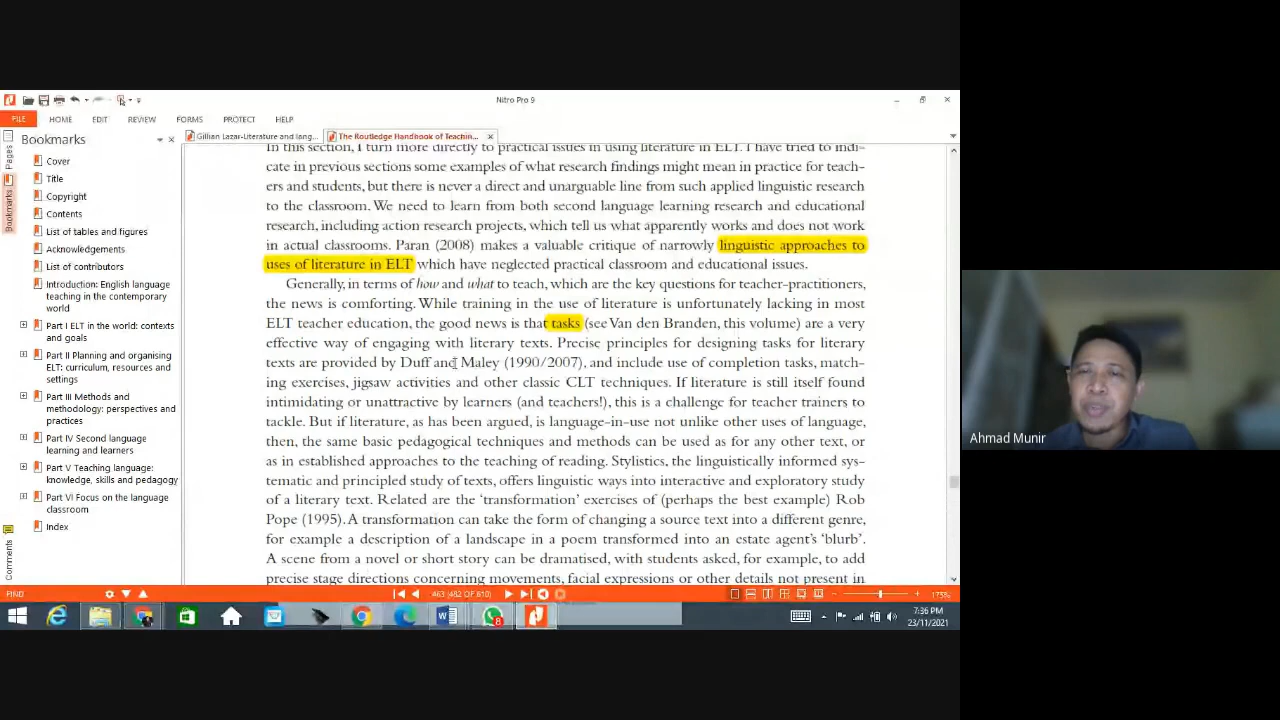 Nitro Pro 9
FILE HOME EDIT REVIEW FORMS PROTECT HELP
Gillian Lazar-Literature and lang...
The Routledge Handbook of Teachin...
Pages
Bookmarks
Comments
Bookmarks
Cover
Title
Copyright
Contents
List of tables and figures
Acknowledgements
List of contributors
Introduction: English language
teaching in the contemporary
world
Part I ELT in the world: contexts
and goals
Part II Planning and organising
ELT: curriculum, resources and
settings
Part III Methods and
methodology: perspectives and
practices
Part IV Second language
learning and learners
Part V Teaching language:
knowledge, skills and pedagogy
Part VI Focus on the language
classroom
Index
In this section, I turn more directly to practical issues in using literature in ELT. I have tried to indi-
cate in previous sections some examples of what research findings might mean in practice for teach-
ers and students, but there is never a direct and unarguable line from such applied linguistic research
to the classroom. We need to learn from both second language learning research and educational
research, including action research projects, which tell us what apparently works and does not work
in actual classrooms. Paran (2008) makes a valuable critique of narrowly linguistic approaches to
uses of literature in ELT which have neglected practical classroom and educational issues.
Generally, in terms of how and what to teach, which are the key questions for teacher-practitioners,
the news is comforting. While training in the use of literature is unfortunately lacking in most
ELT teacher education, the good news is that tasks (see Van den Branden, this volume) are a very
effective way of engaging with literary texts. Precise principles for designing tasks for literary
texts are provided by Duff and Maley (1990/2007), and include use of completion tasks, match-
ing exercises, jigsaw activities and other classic CLT techniques. If literature is still itself found
intimidating or unattractive by learners (and teachers!), this is a challenge for teacher trainers to
tackle. But if literature, as has been argued, is language-in-use not unlike other uses of language,
then, the same basic pedagogical techniques and methods can be used as for any other text, or
as in established approaches to the teaching of reading. Stylistics, the linguistically informed sys-
tematic and principled study of texts, offers linguistic ways into interactive and exploratory study
of a literary text. Related are the ‘transformation’ exercises of (perhaps the best example) Rob
Pope (1995). A transformation can take the form of changing a source text into a different genre,
for example a description of a landscape in a poem transformed into an estate agent’s ‘blurb’.
A scene from a novel or short story can be dramatised, with students asked, for example, to add
precise stage directions concerning movements, facial expressions or other details not present in
Ahmad Munir
FIND
463 (482 OF 610)
175%
8
7:36 PM
23/11/2021